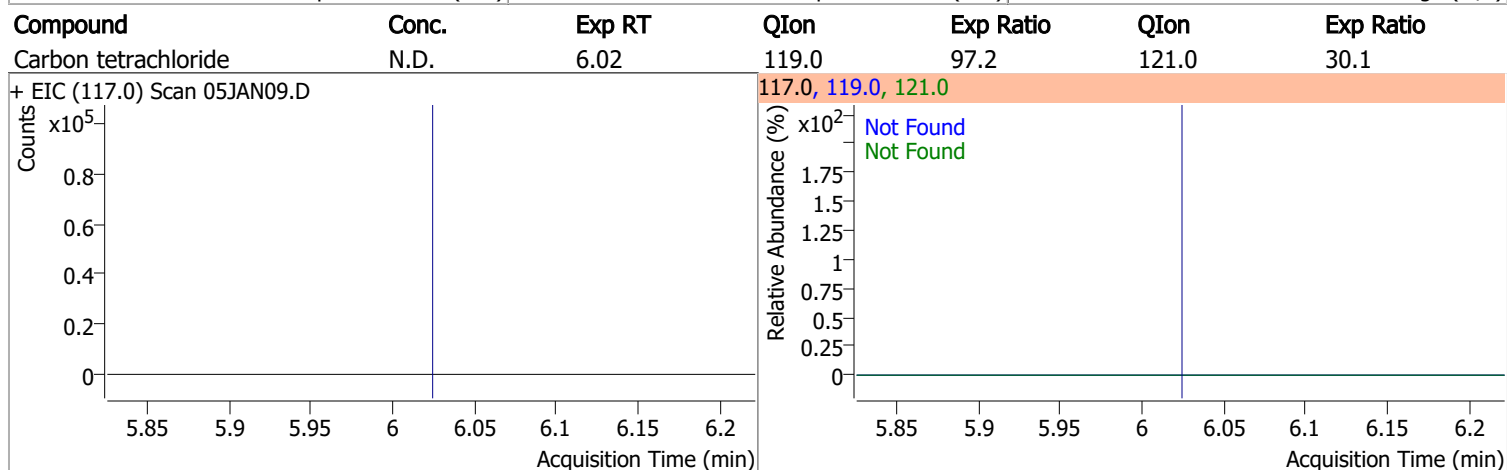 Compound Conc. Exp RT QIon Exp Ratio QIon Exp Ratio
Carbon tetrachloride N.D. 6.02 119.0 97.2 121.0 30.1
+ EIC (117.0) Scan 05JAN09.D
Counts
x10⁵
0.8
0.6
0.4
0.2
0
5.85 5.9 5.95 6 6.05 6.1 6.15 6.2
Acquisition Time (min)
117.0, 119.0, 121.0
Relative Abundance (%)
x10²
Not Found
Not Found
1.75
1.5
1.25
1
0.75
0.5
0.25
0
5.85 5.9 5.95 6 6.05 6.1 6.15 6.2
Acquisition Time (min)